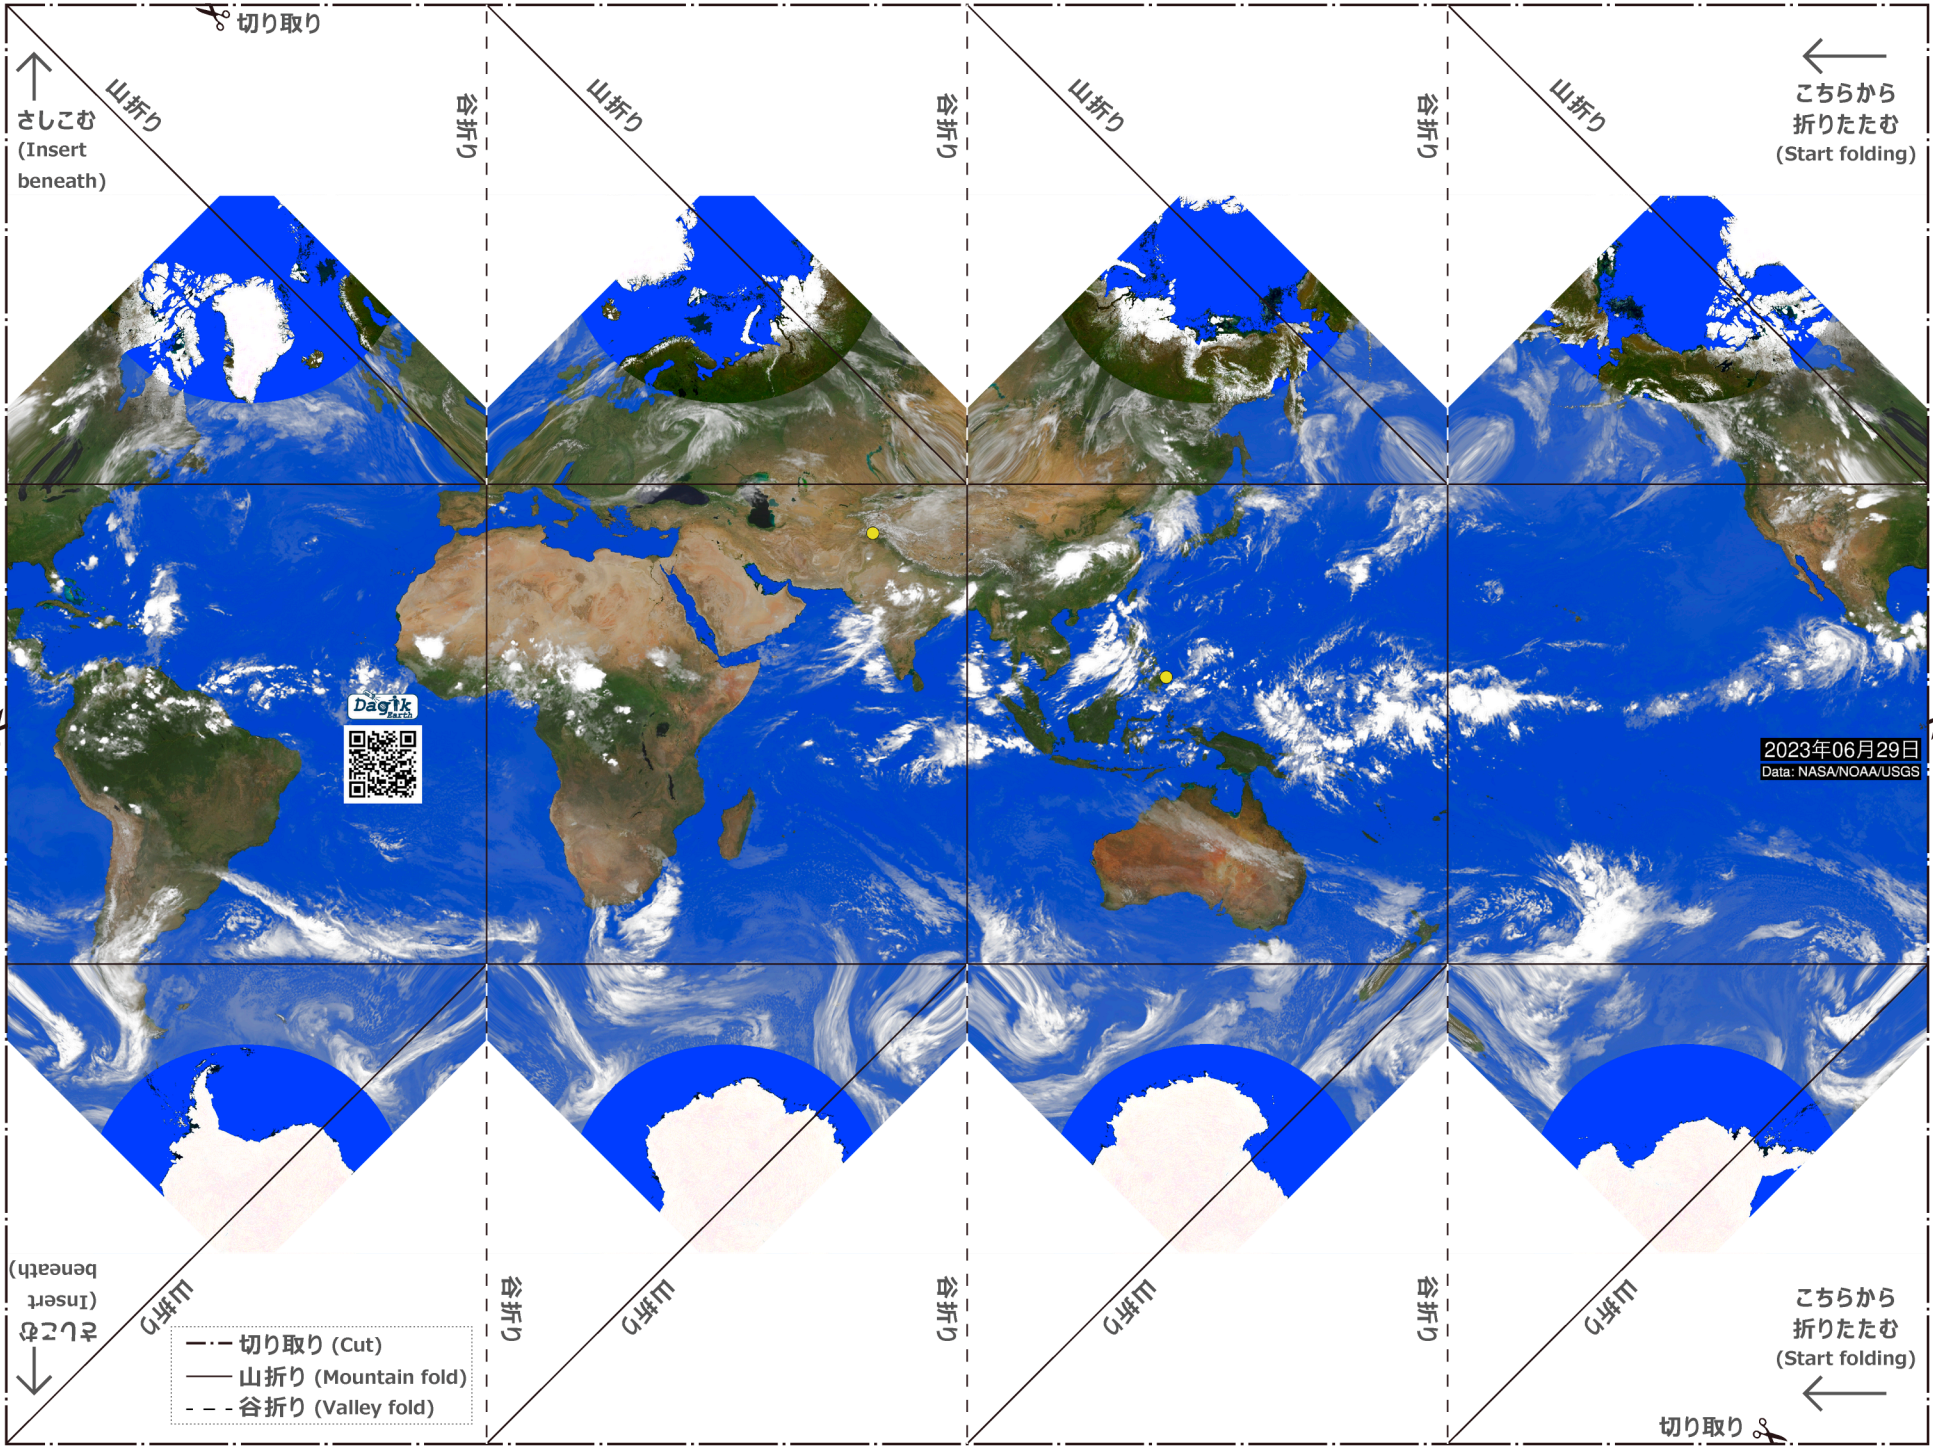 切り取り
山折り
谷折り
山折り
谷折り
山折り
谷折り
山折り
さしこむ
(Insert
beneath)
こちらから
折りたたむ
(Start folding)
Dagik
Earth
2023年06月29日
Data: NASA/NOAA/USGS
さしこむ
(Insert
beneath)
山折り
谷折り
山折り
谷折り
山折り
谷折り
山折り
切り取り (Cut)
山折り (Mountain fold)
谷折り (Valley fold)
こちらから
折りたたむ
(Start folding)
切り取り